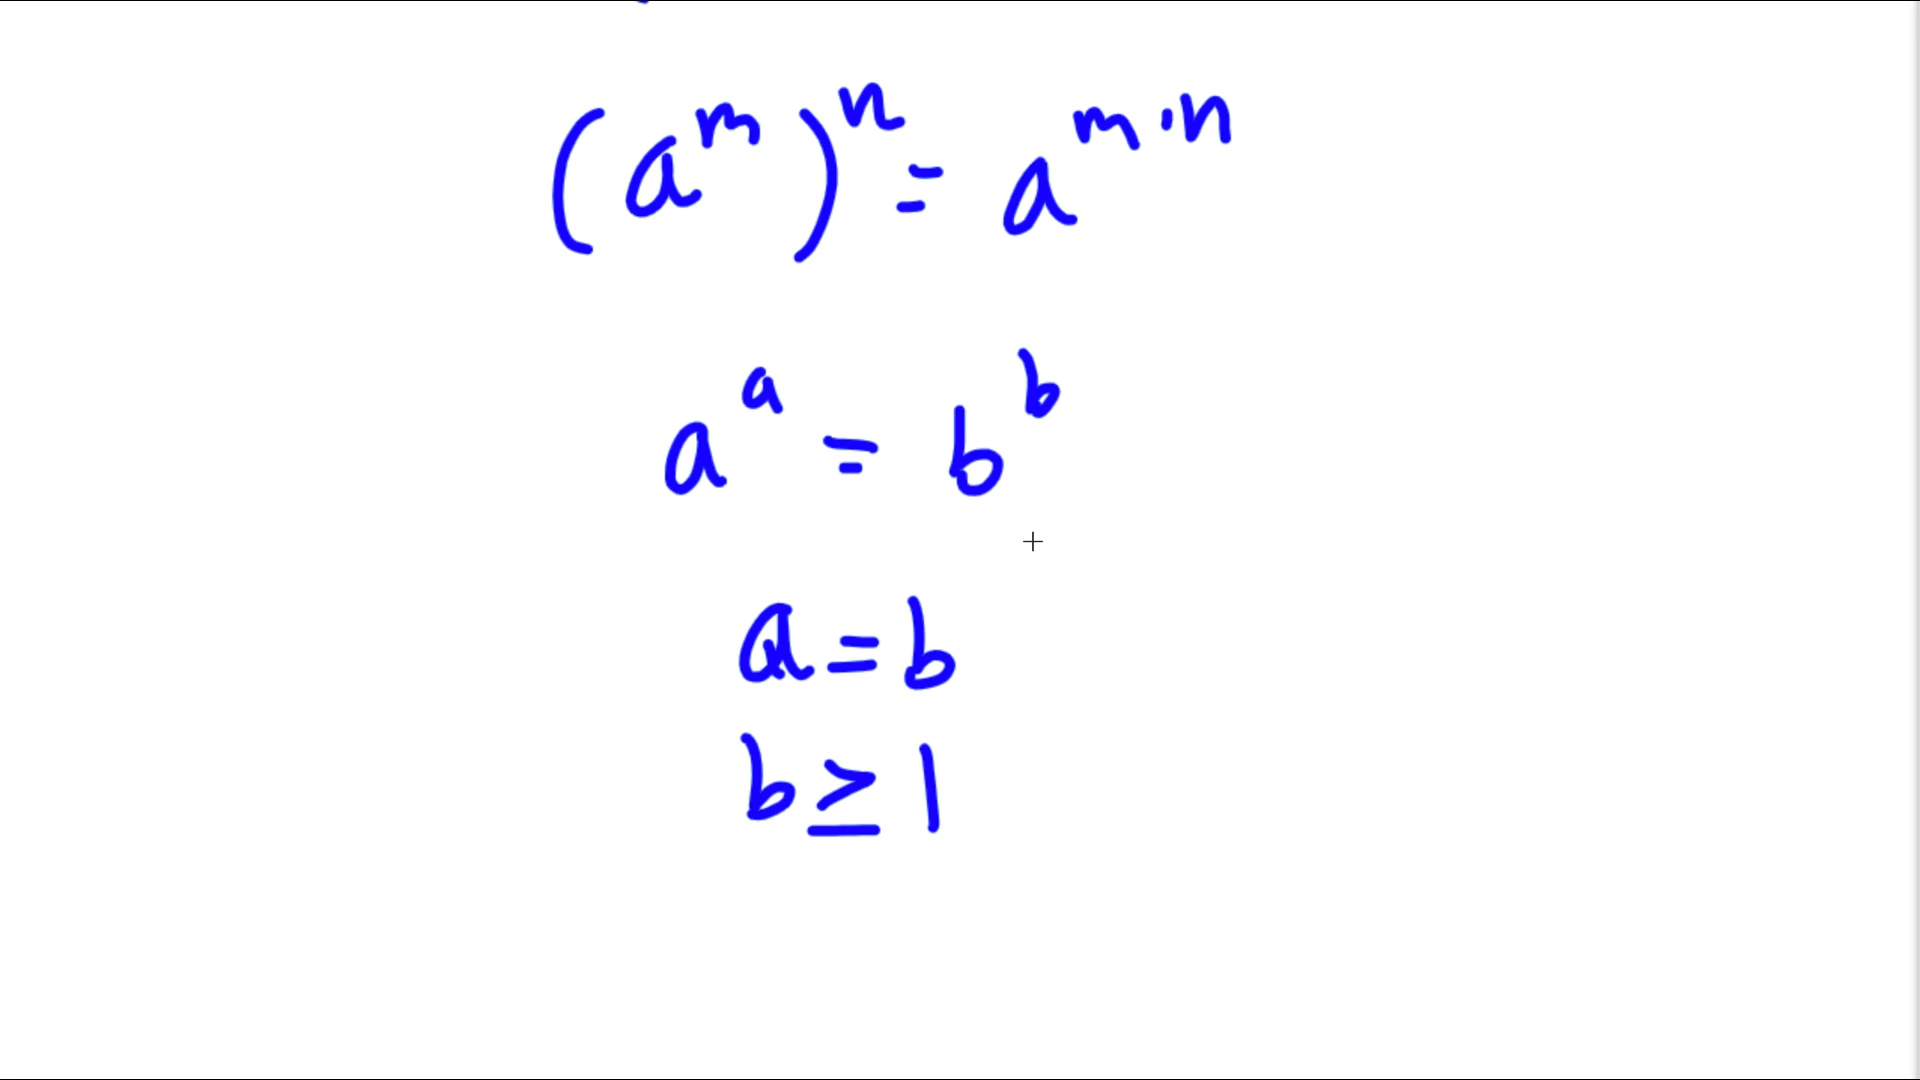 (a^m)^n = a^{m·n}
a^a = b^b
a = b
b ≥ 1